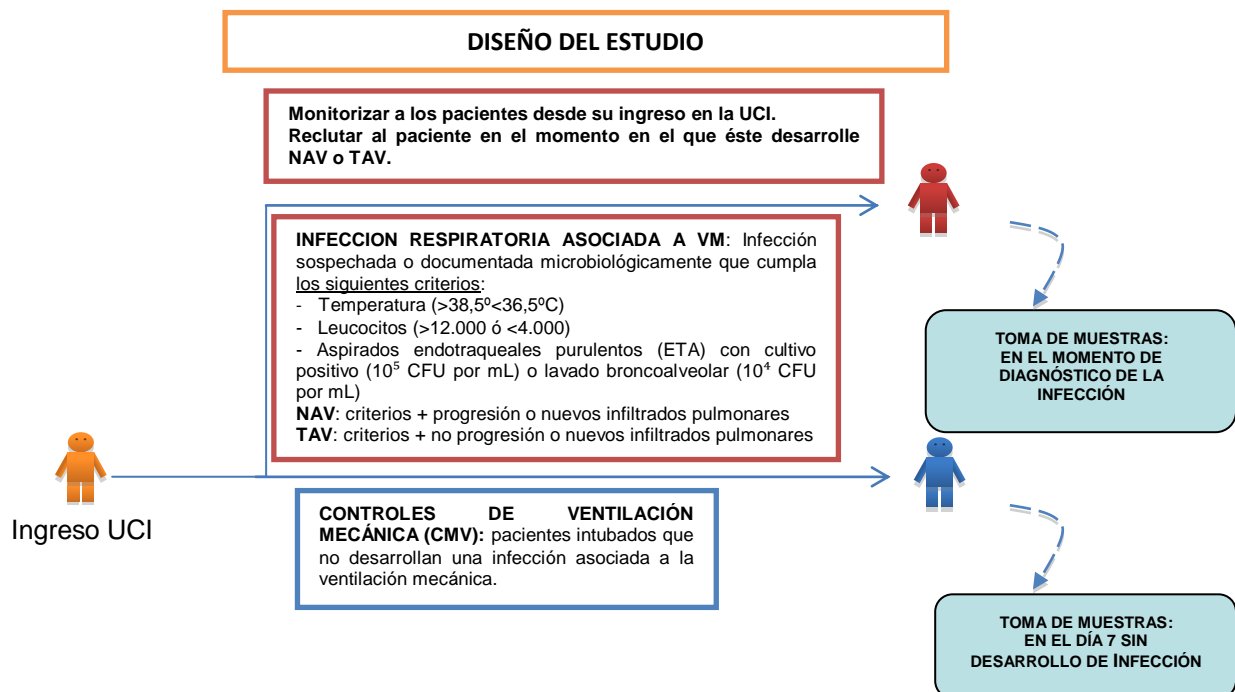 DISEÑO DEL ESTUDIO
Monitorizar a los pacientes desde su ingreso en la UCI.
Reclutar al paciente en el momento en el que éste desarrolle
NAV o TAV.
INFECCION RESPIRATORIA ASOCIADA A VM: Infección
sospechada o documentada microbiológicamente que cumpla
los siguientes criterios:
- Temperatura (>38,5º<36,5ºC)
- Leucocitos (>12.000 ó <4.000)
- Aspirados endotraqueales purulentos (ETA) con cultivo
positivo (10⁵ CFU por mL) o lavado broncoalveolar (10⁴ CFU
por mL)
NAV: criterios + progresión o nuevos infiltrados pulmonares
TAV: criterios + no progresión o nuevos infiltrados pulmonares
TOMA DE MUESTRAS:
EN EL MOMENTO DE
DIAGNÓSTICO DE LA
INFECCIÓN
Ingreso UCI
CONTROLES DE VENTILACIÓN
MECÁNICA (CMV): pacientes intubados que
no desarrollan una infección asociada a la
ventilación mecánica.
TOMA DE MUESTRAS:
EN EL DÍA 7 SIN
DESARROLLO DE INFECCIÓN